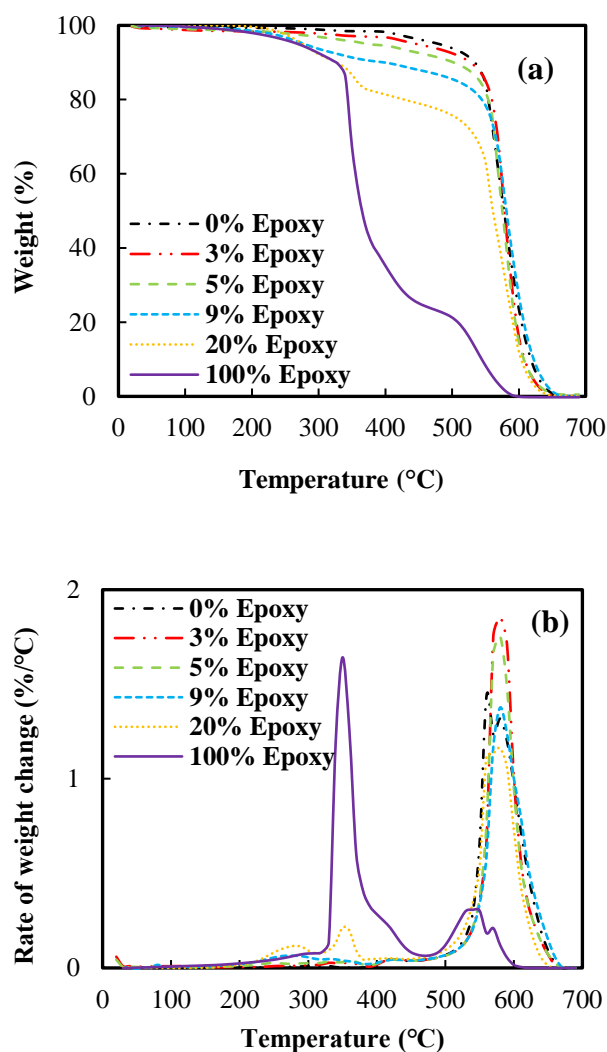 100
80
60
40
20
0
Weight (%)
(a)
0% Epoxy
3% Epoxy
5% Epoxy
9% Epoxy
20% Epoxy
100% Epoxy
0 100 200 300 400 500 600 700
Temperature (°C)
2
1
0
Rate of weight change (%/°C)
(b)
0% Epoxy
3% Epoxy
5% Epoxy
9% Epoxy
20% Epoxy
100% Epoxy
0 100 200 300 400 500 600 700
Temperature (°C)